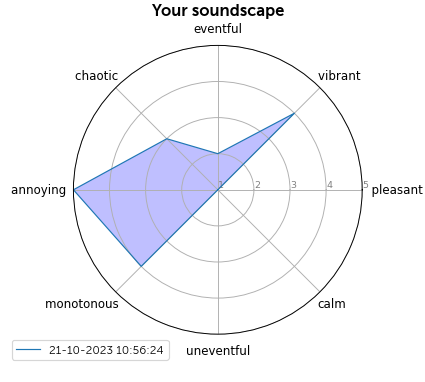 Your soundscape
eventful
chaotic
vibrant
annoying
1
2
3
4
5
pleasant
monotonous
calm
uneventful
21-10-2023 10:56:24